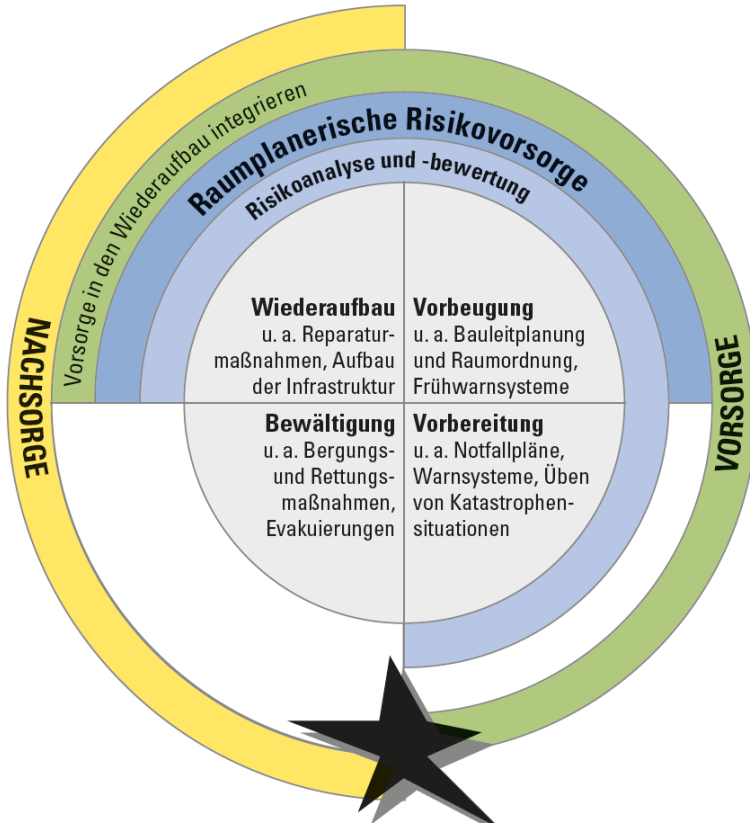 Vorsorge in den Wiederaufbau integrieren
Raumplanerische Risikovorsorge
Risikoanalyse und -bewertung
NACHSORGE
VORSORGE
Wiederaufbau
u. a. Reparatur-
maßnahmen, Aufbau
der Infrastruktur
Vorbeugung
u. a. Bauleitplanung
und Raumordnung,
Frühwarnsysteme
Bewältigung
u. a. Bergungs-
und Rettungs-
maßnahmen,
Evakuierungen
Vorbereitung
u. a. Notfallpläne,
Warnsysteme, Üben
von Katastrophen-
situationen